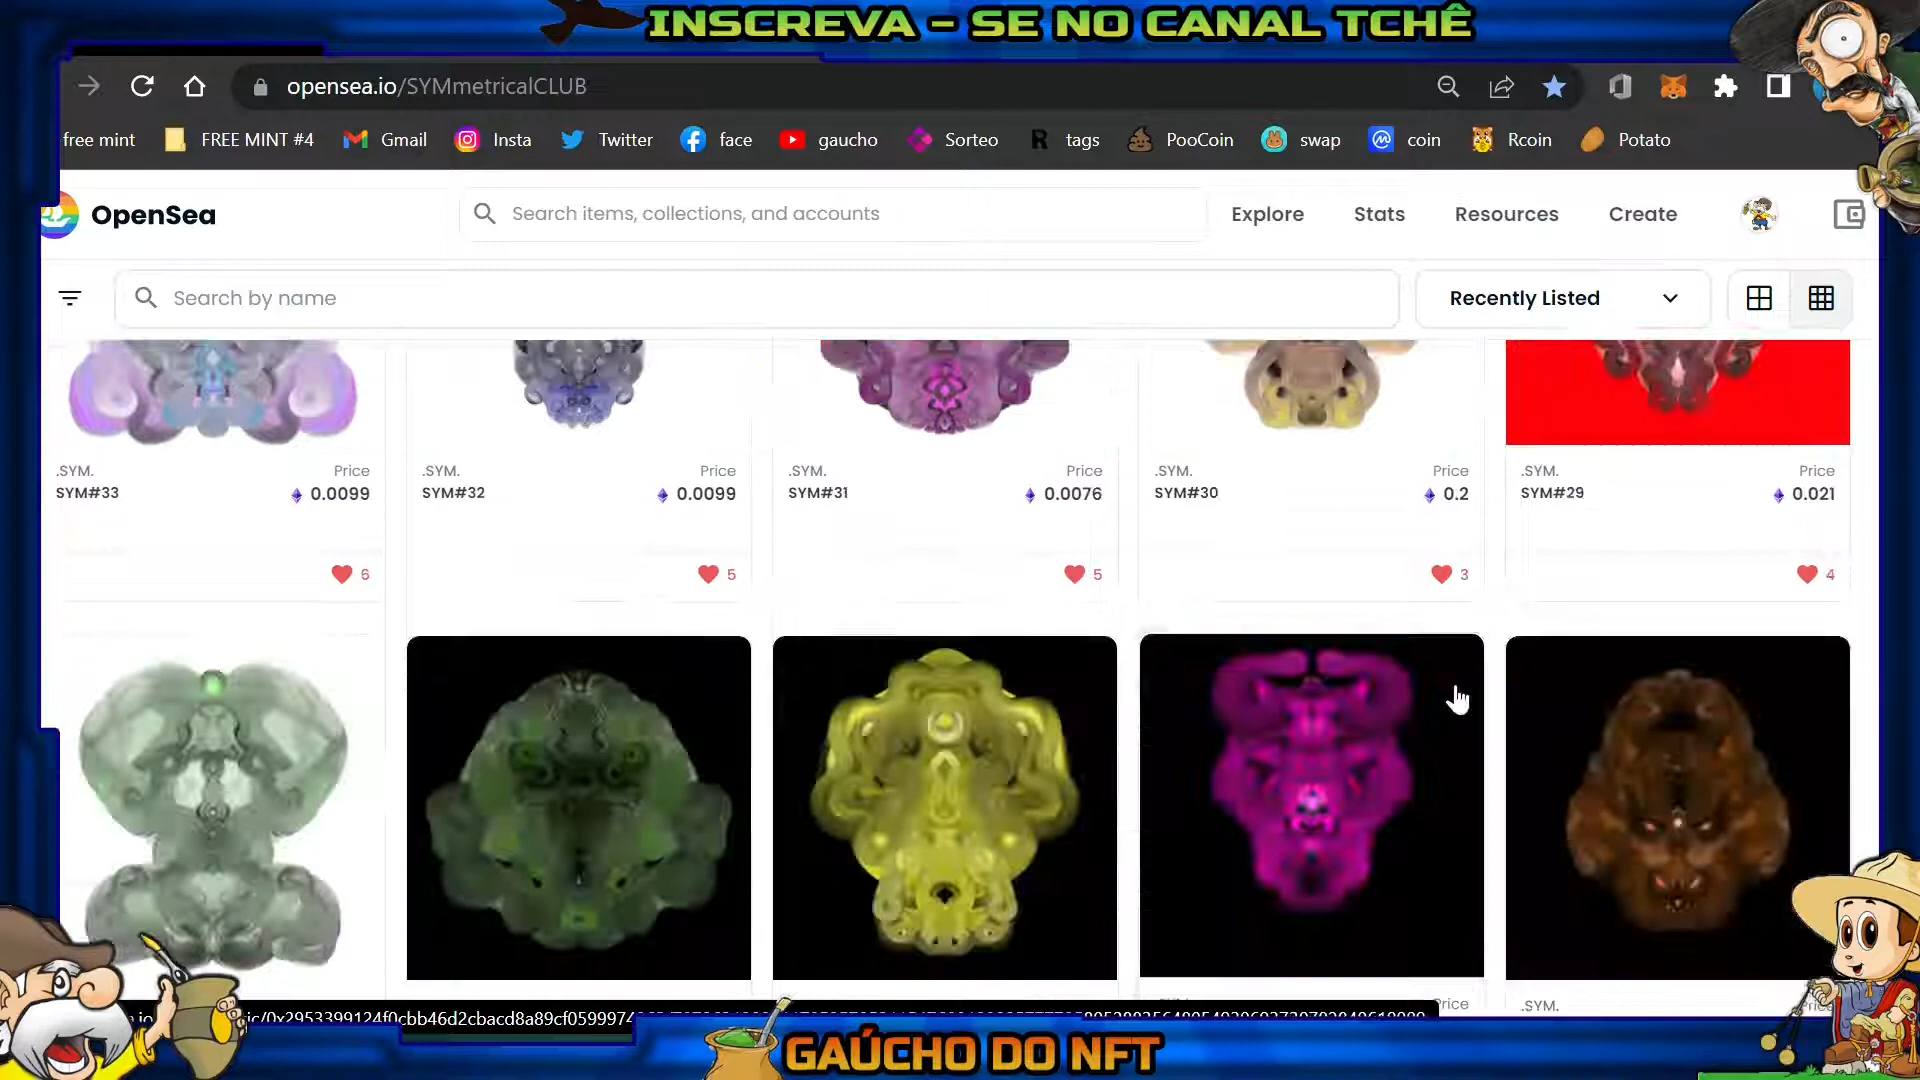 INSCREVA - SE NO CANAL TCHÊ
opensea.io/SYMmetricalCLUB
free mint FREE MINT #4 Gmail Insta Twitter face gaucho Sorteo tags PooCoin swap coin Rcoin Potato
OpenSea Search items, collections, and accounts Explore Stats Resources Create
Search by name Recently Listed
.SYM. Price .SYM. Price .SYM. Price .SYM. Price .SYM. Price
SYM#33 0.0099 SYM#32 0.0099 SYM#31 0.0076 SYM#30 0.2 SYM#29 0.021
6 5 5 3 4
Price .SYM.
GAÚCHO DO NFT